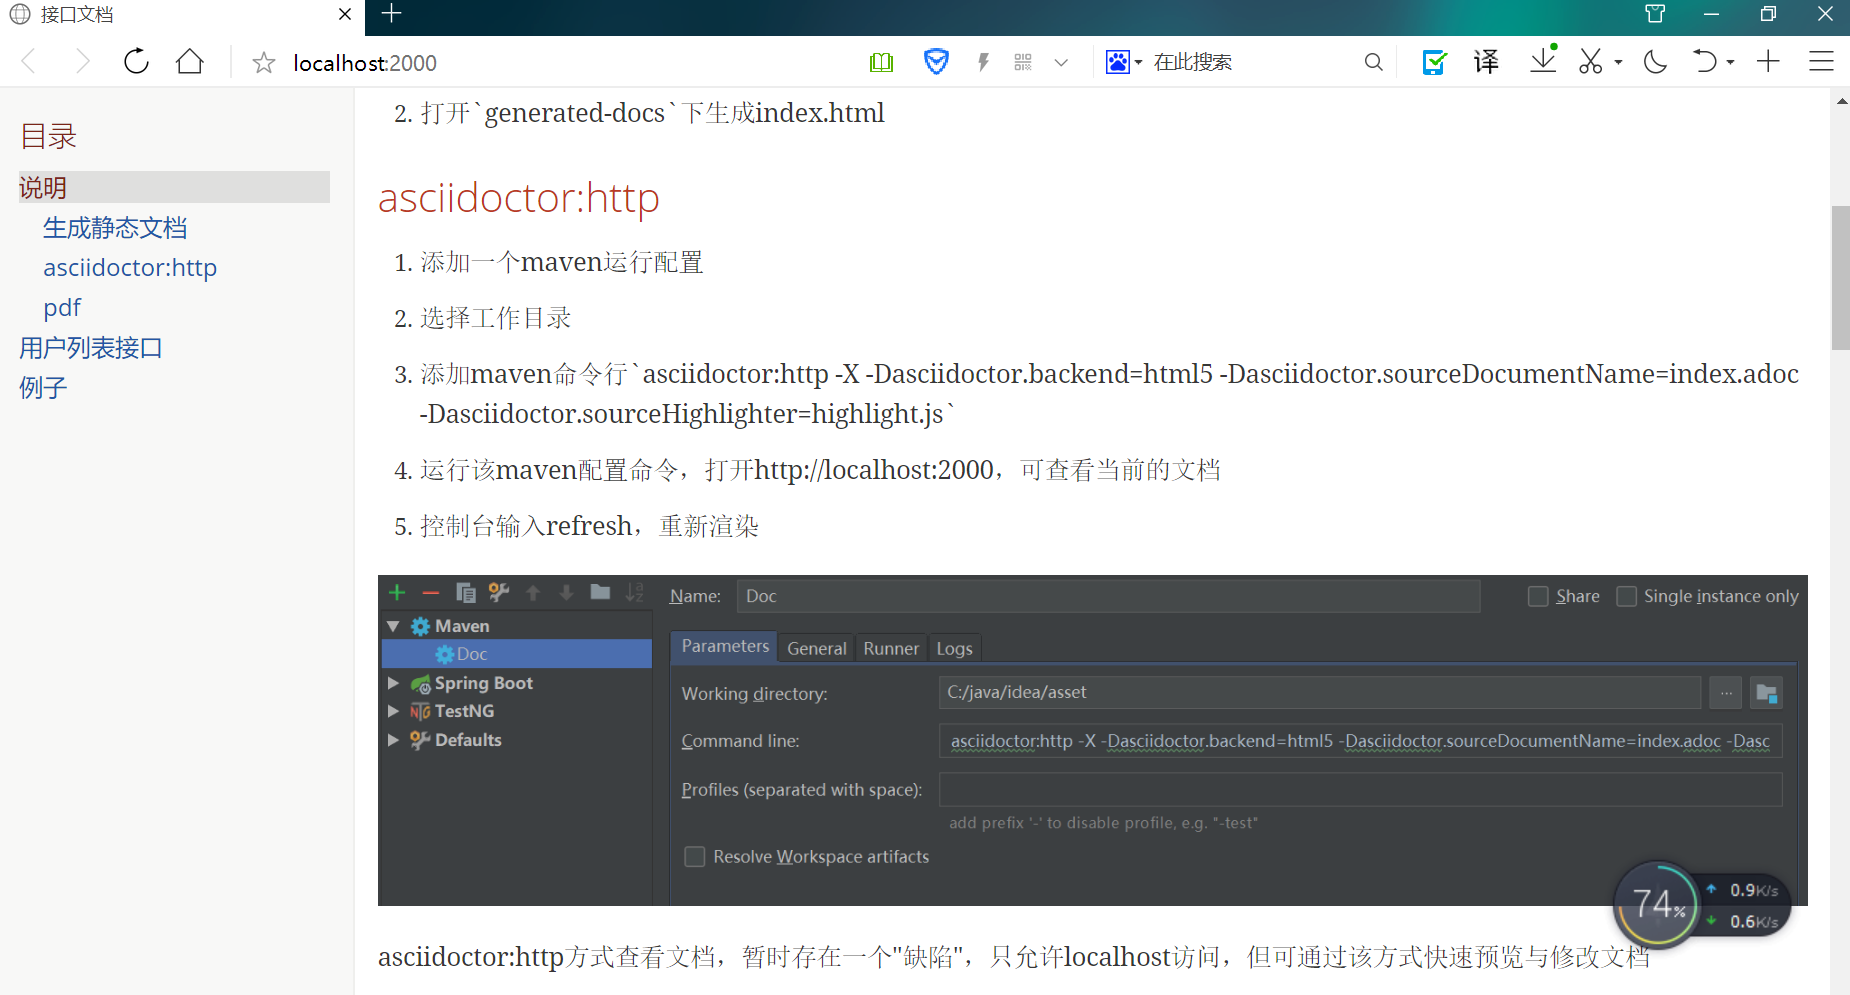 接口文档
localhost:2000
在此搜索
译
目录
说明
生成静态文档
asciidoctor:http
pdf
用户列表接口
例子
2. 打开`generated-docs`下生成index.html
asciidoctor:http
1. 添加一个maven运行配置
2. 选择工作目录
3. 添加maven命令行`asciidoctor:http -X -Dasciidoctor.backend=html5 -Dasciidoctor.sourceDocumentName=index.adoc
-Dasciidoctor.sourceHighlighter=highlight.js`
4. 运行该maven配置命令，打开http://localhost:2000，可查看当前的文档
5. 控制台输入refresh，重新渲染
Name: Doc
Share
Single instance only
Maven
Doc
Spring Boot
TestNG
Defaults
Parameters General Runner Logs
Working directory: C:/java/idea/asset
Command line: asciidoctor:http -X -Dasciidoctor.backend=html5 -Dasciidoctor.sourceDocumentName=index.adoc -Dasc
Profiles (separated with space):
add prefix '-' to disable profile, e.g. "-test"
Resolve Workspace artifacts
74%
0.9K/s
0.6K/s
asciidoctor:http方式查看文档，暂时存在一个"缺陷"，只允许localhost访问，但可通过该方式快速预览与修改文档